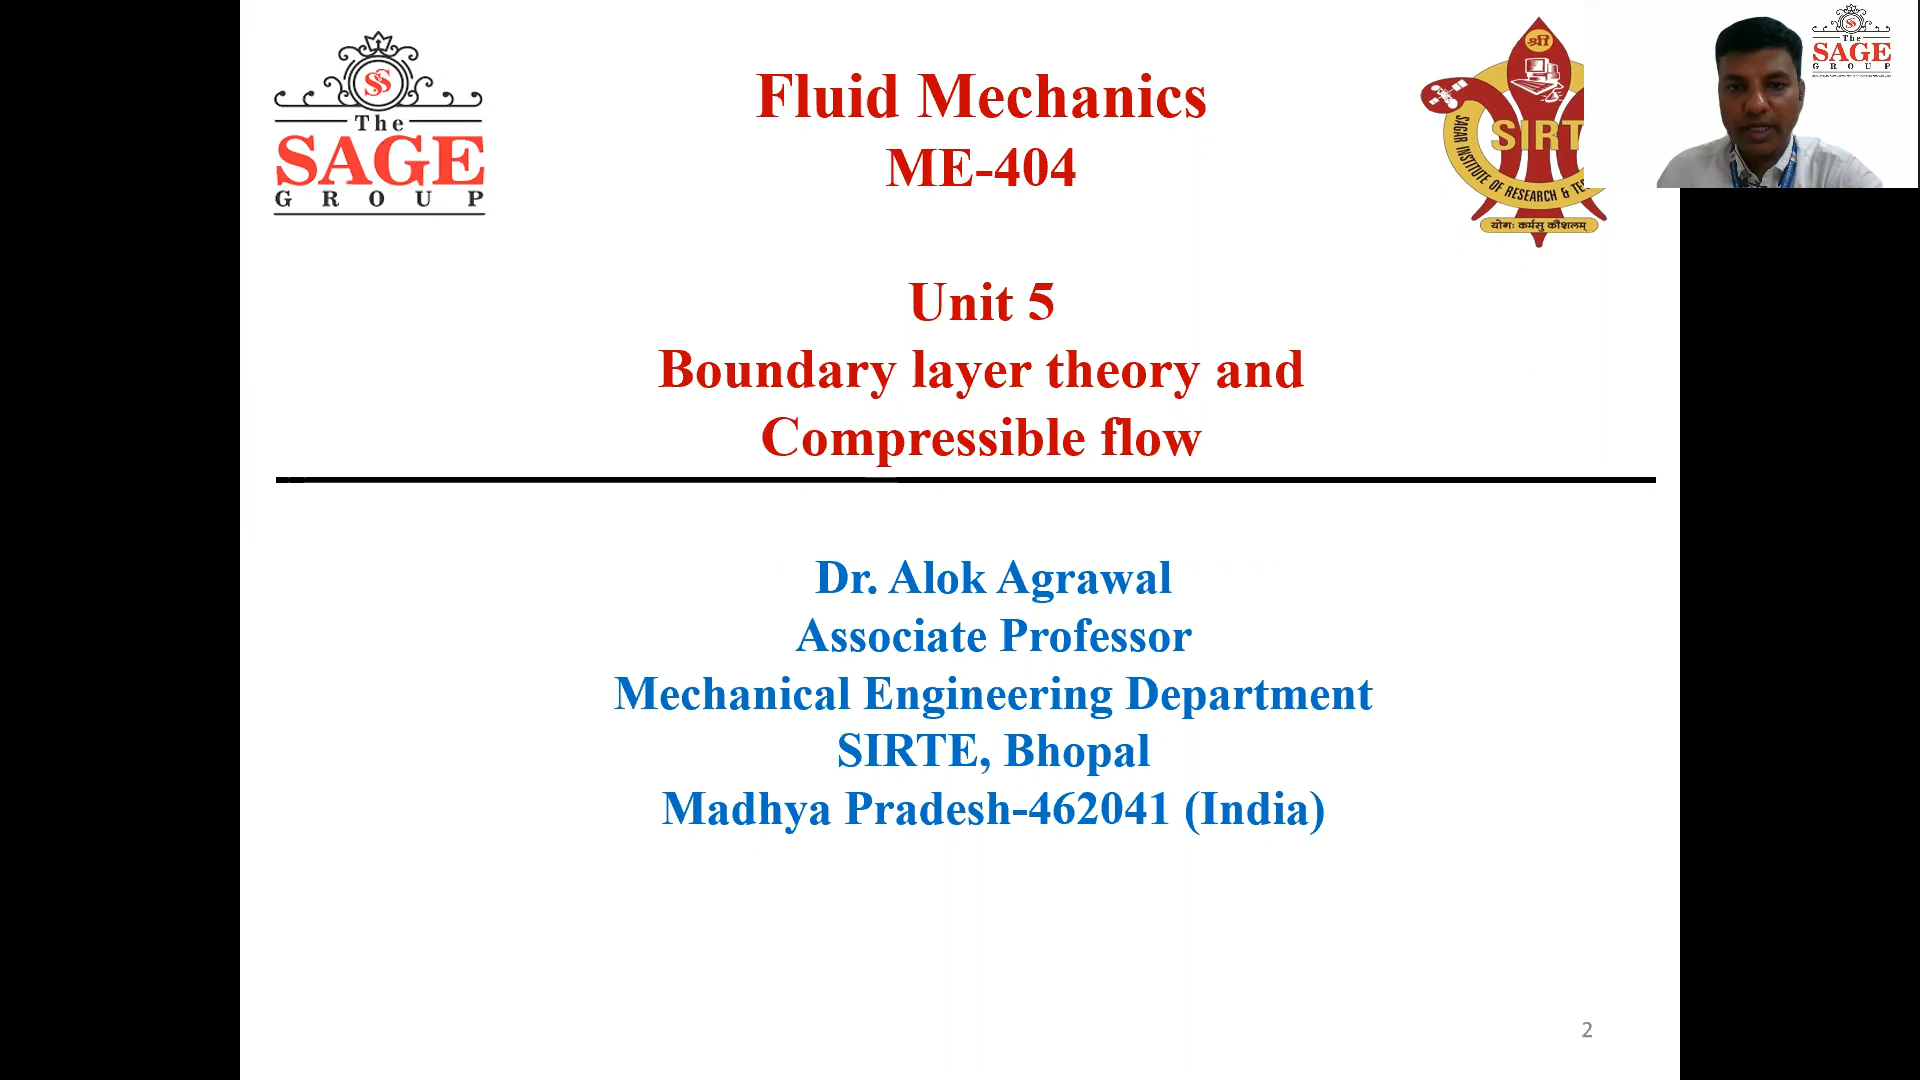 The
SAGE
GROUP
Fluid Mechanics
ME-404
श्री
SIRT
SAGAR INSTITUTE OF RESEARCH &
योगः कर्मसु कौशलम्
The
SAGE
GROUP
Unit 5
Boundary layer theory and
Compressible flow
Dr. Alok Agrawal
Associate Professor
Mechanical Engineering Department
SIRTE, Bhopal
Madhya Pradesh-462041 (India)
2